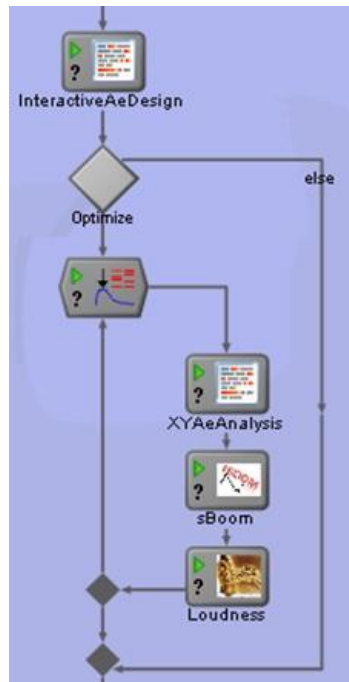 ?
InteractiveAeDesign
else
Optimize
?
?
XYAeAnalysis
?
sBoom
?
Loudness